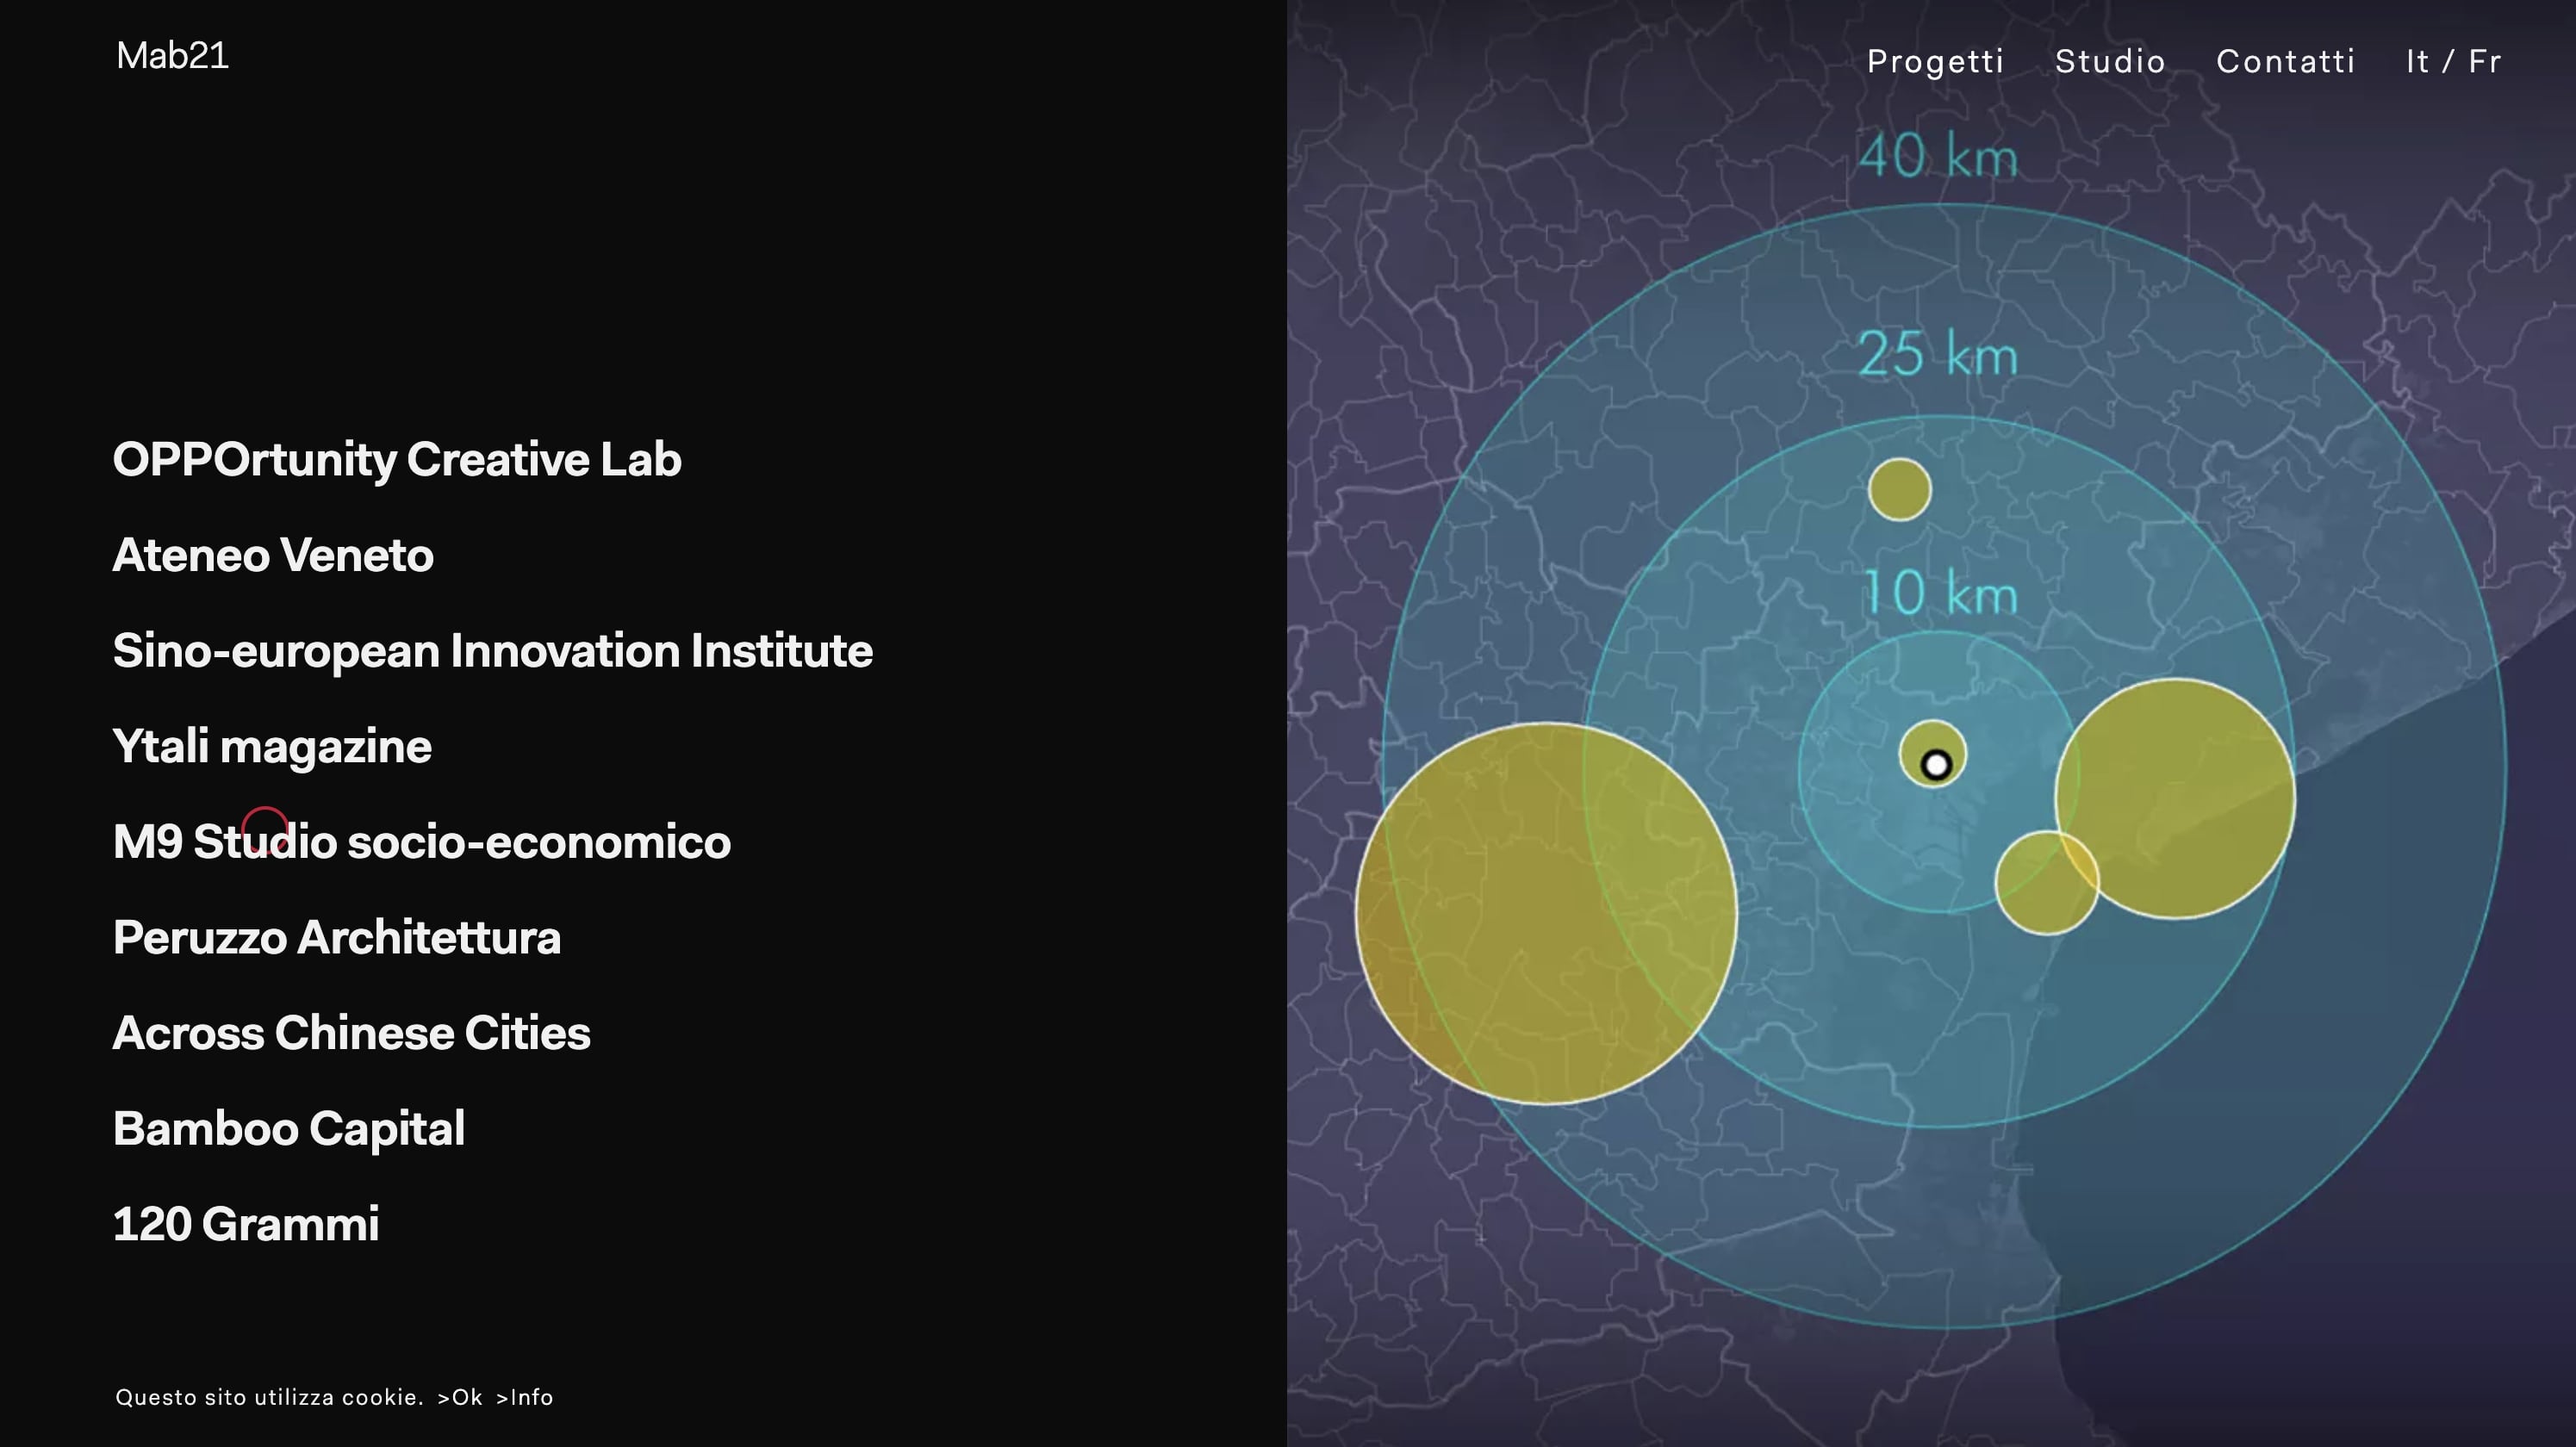 Mab21
Progetti Studio Contatti It / Fr
OPPOrtunity Creative Lab
Ateneo Veneto
Sino-european Innovation Institute
Ytali magazine
M9 Studio socio-economico
Peruzzo Architettura
Across Chinese Cities
Bamboo Capital
120 Grammi
Questo sito utilizza cookie. >Ok >Info
40 km
25 km
10 km